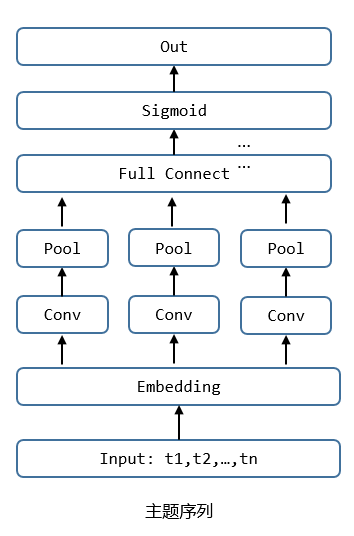 Out
Sigmoid
...
...
Full Connect
Pool Pool Pool
Conv Conv Conv
Embedding
Input: t1,t2,…,tn
主题序列